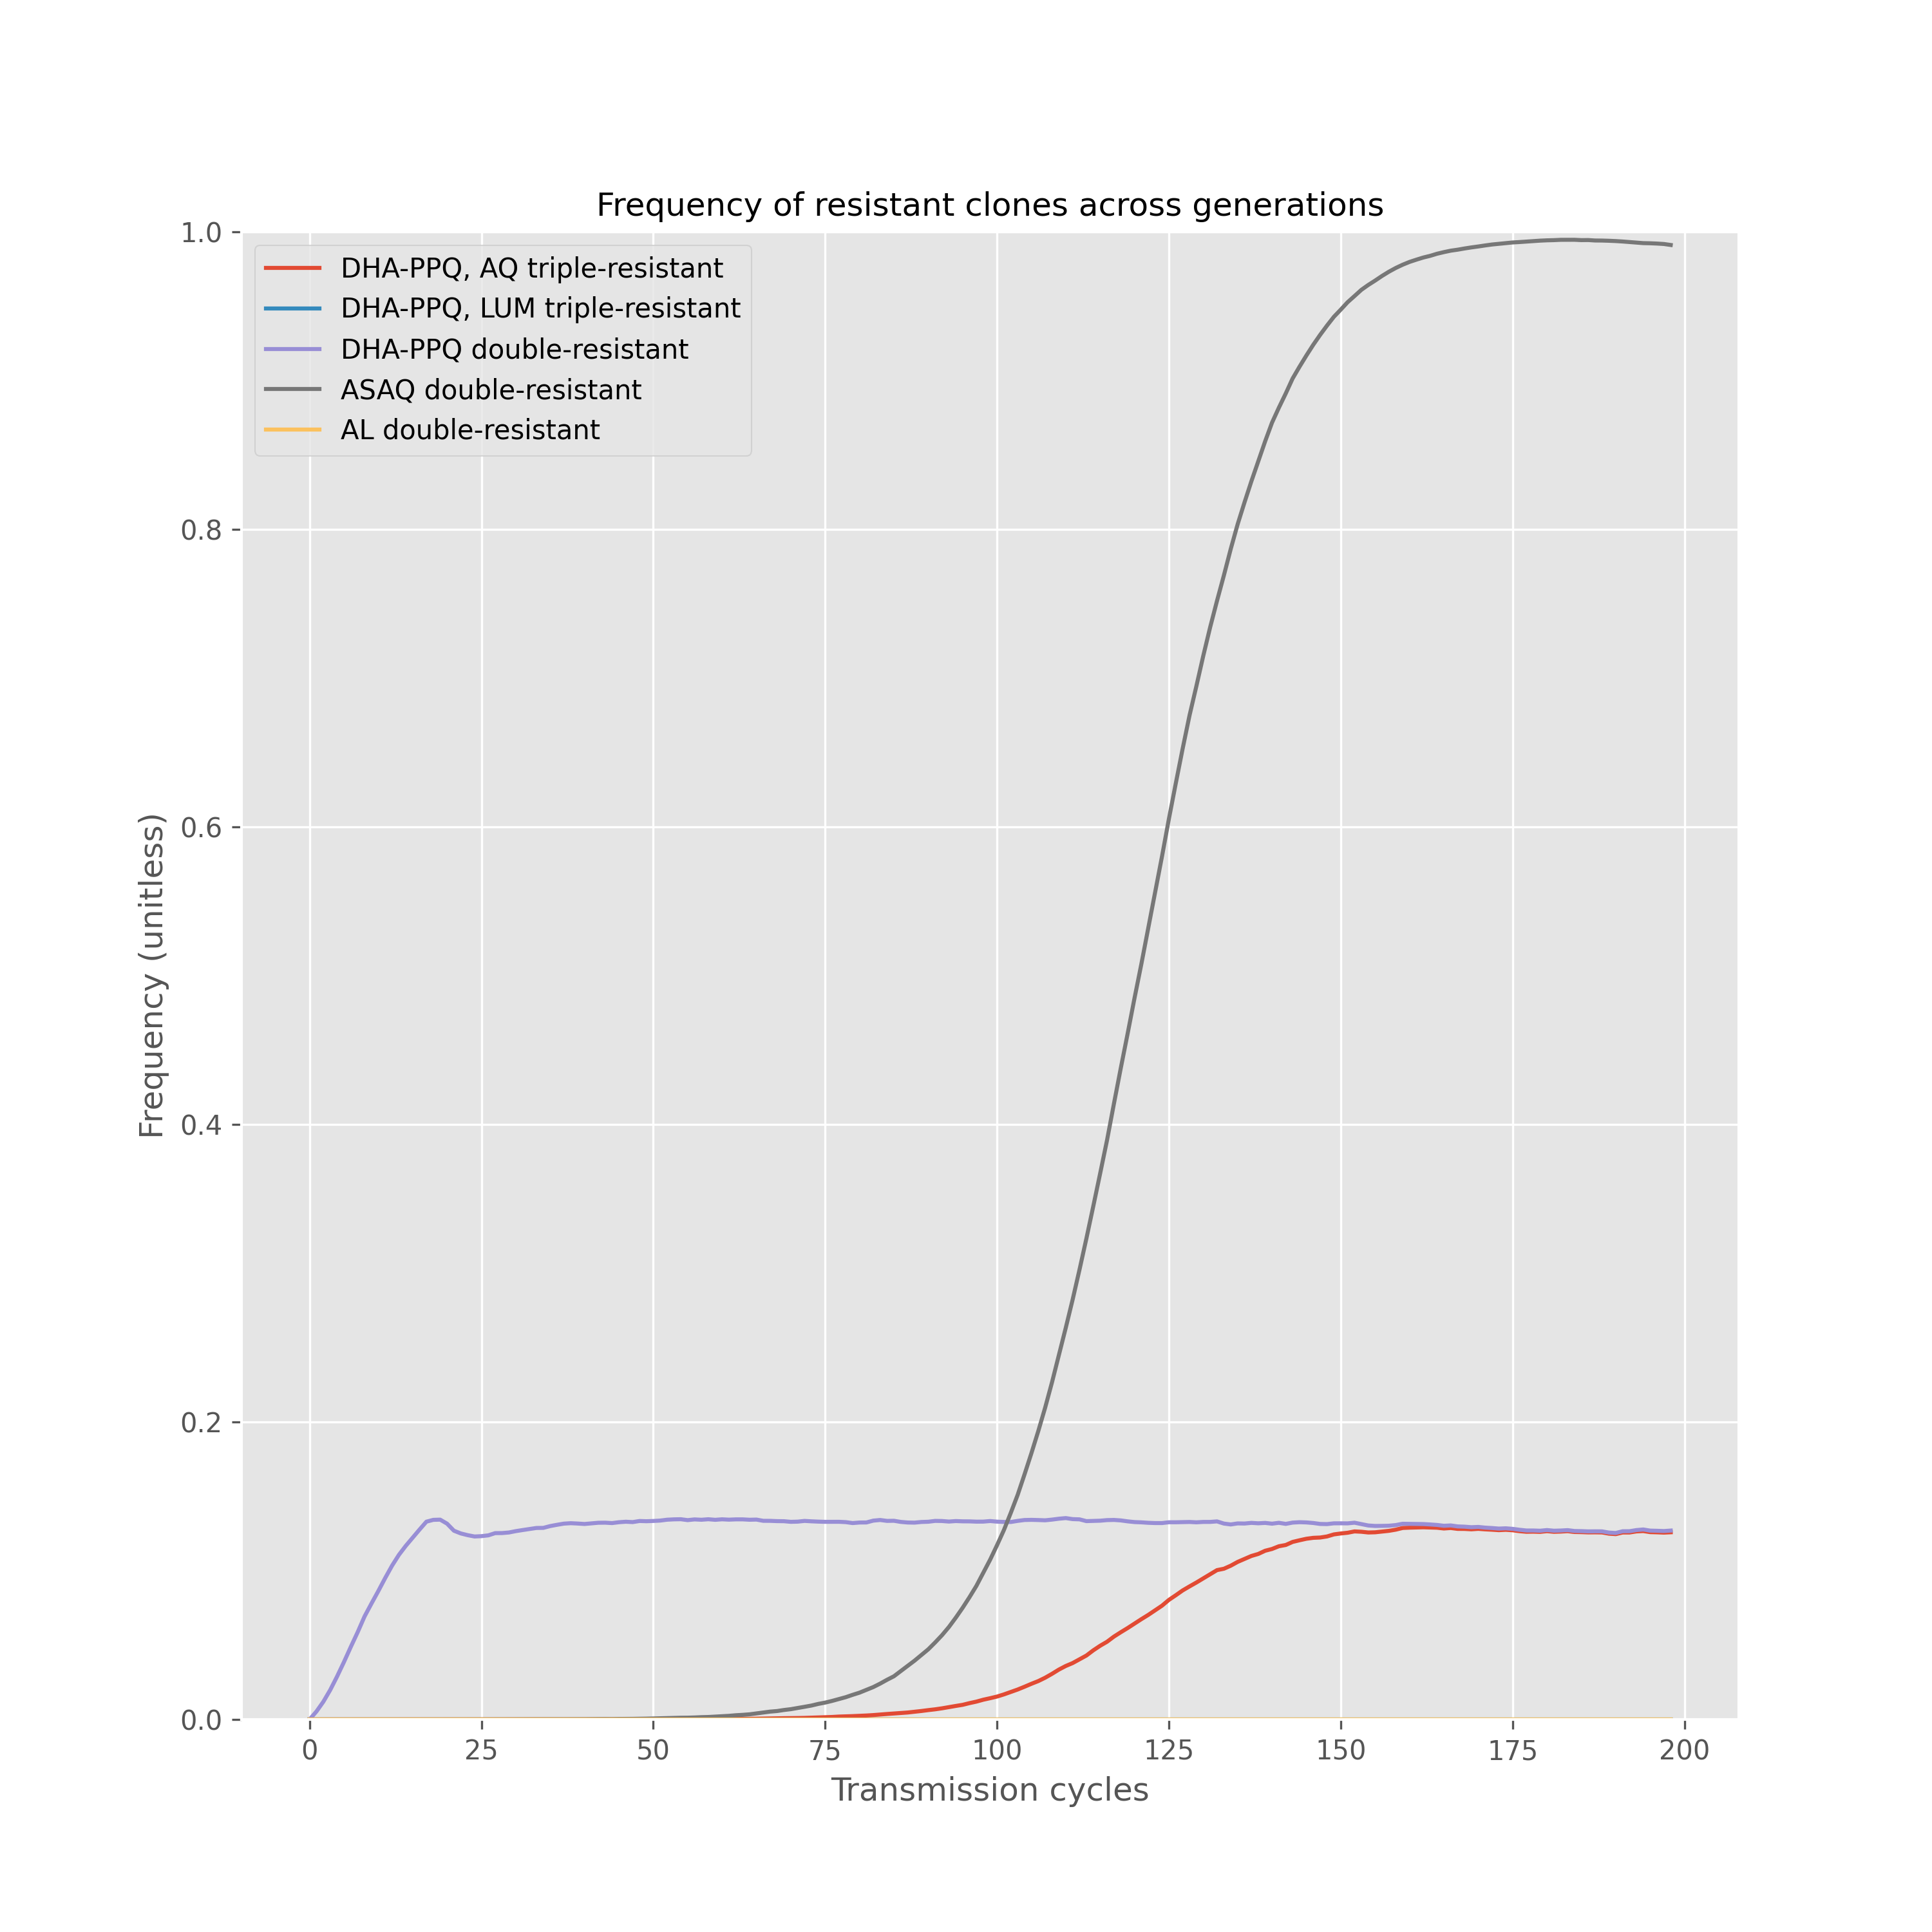 Frequency of resistant clones across generations
1.0
0.8
0.6
0.4
0.2
0.0
Frequency (unitless)
DHA-PPQ, AQ triple-resistant
DHA-PPQ, LUM triple-resistant
DHA-PPQ double-resistant
ASAQ double-resistant
AL double-resistant
0 25 50 75 100 125 150 175 200
Transmission cycles